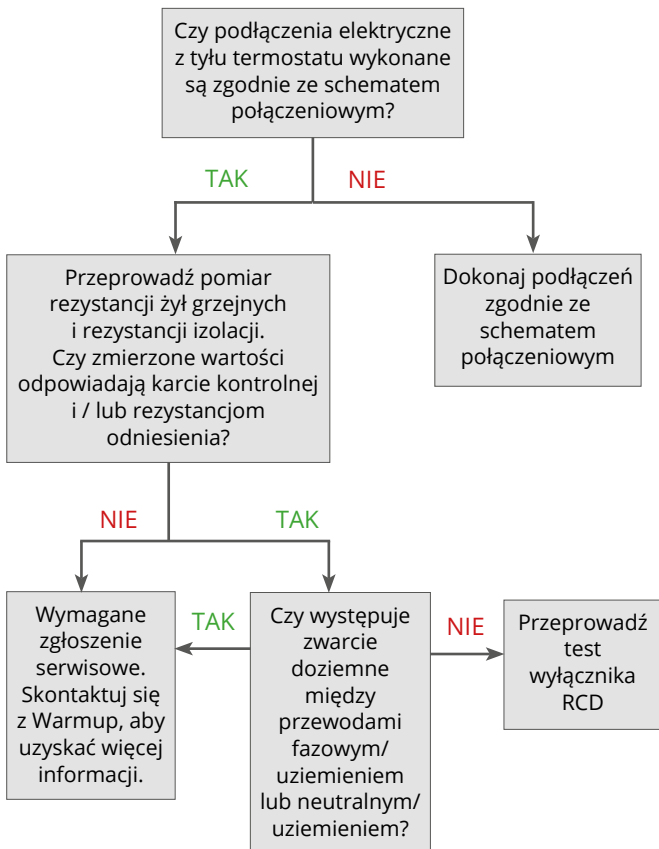 Czy podłączenia elektryczne
z tyłu termostatu wykonane
są zgodnie ze schematem
połączeniowym?
TAK
NIE
Przeprowadź pomiar
rezystancji żył grzejnych
i rezystancji izolacji.
Czy zmierzone wartości
odpowiadają karcie kontrolnej
i / lub rezystancjom
odniesienia?
Dokonaj podłączeń
zgodnie ze
schematem
połączeniowym
NIE
TAK
Wymagane
zgłoszenie
serwisowe.
Skontaktuj się
z Warmup, aby
uzyskać więcej
informacji.
TAK
Czy występuje
zwarcie
doziemne
między
przewodami
fazowym/
uziemieniem
lub neutralnym/
uziemieniem?
NIE
Przeprowadź
test
wyłącznika
RCD